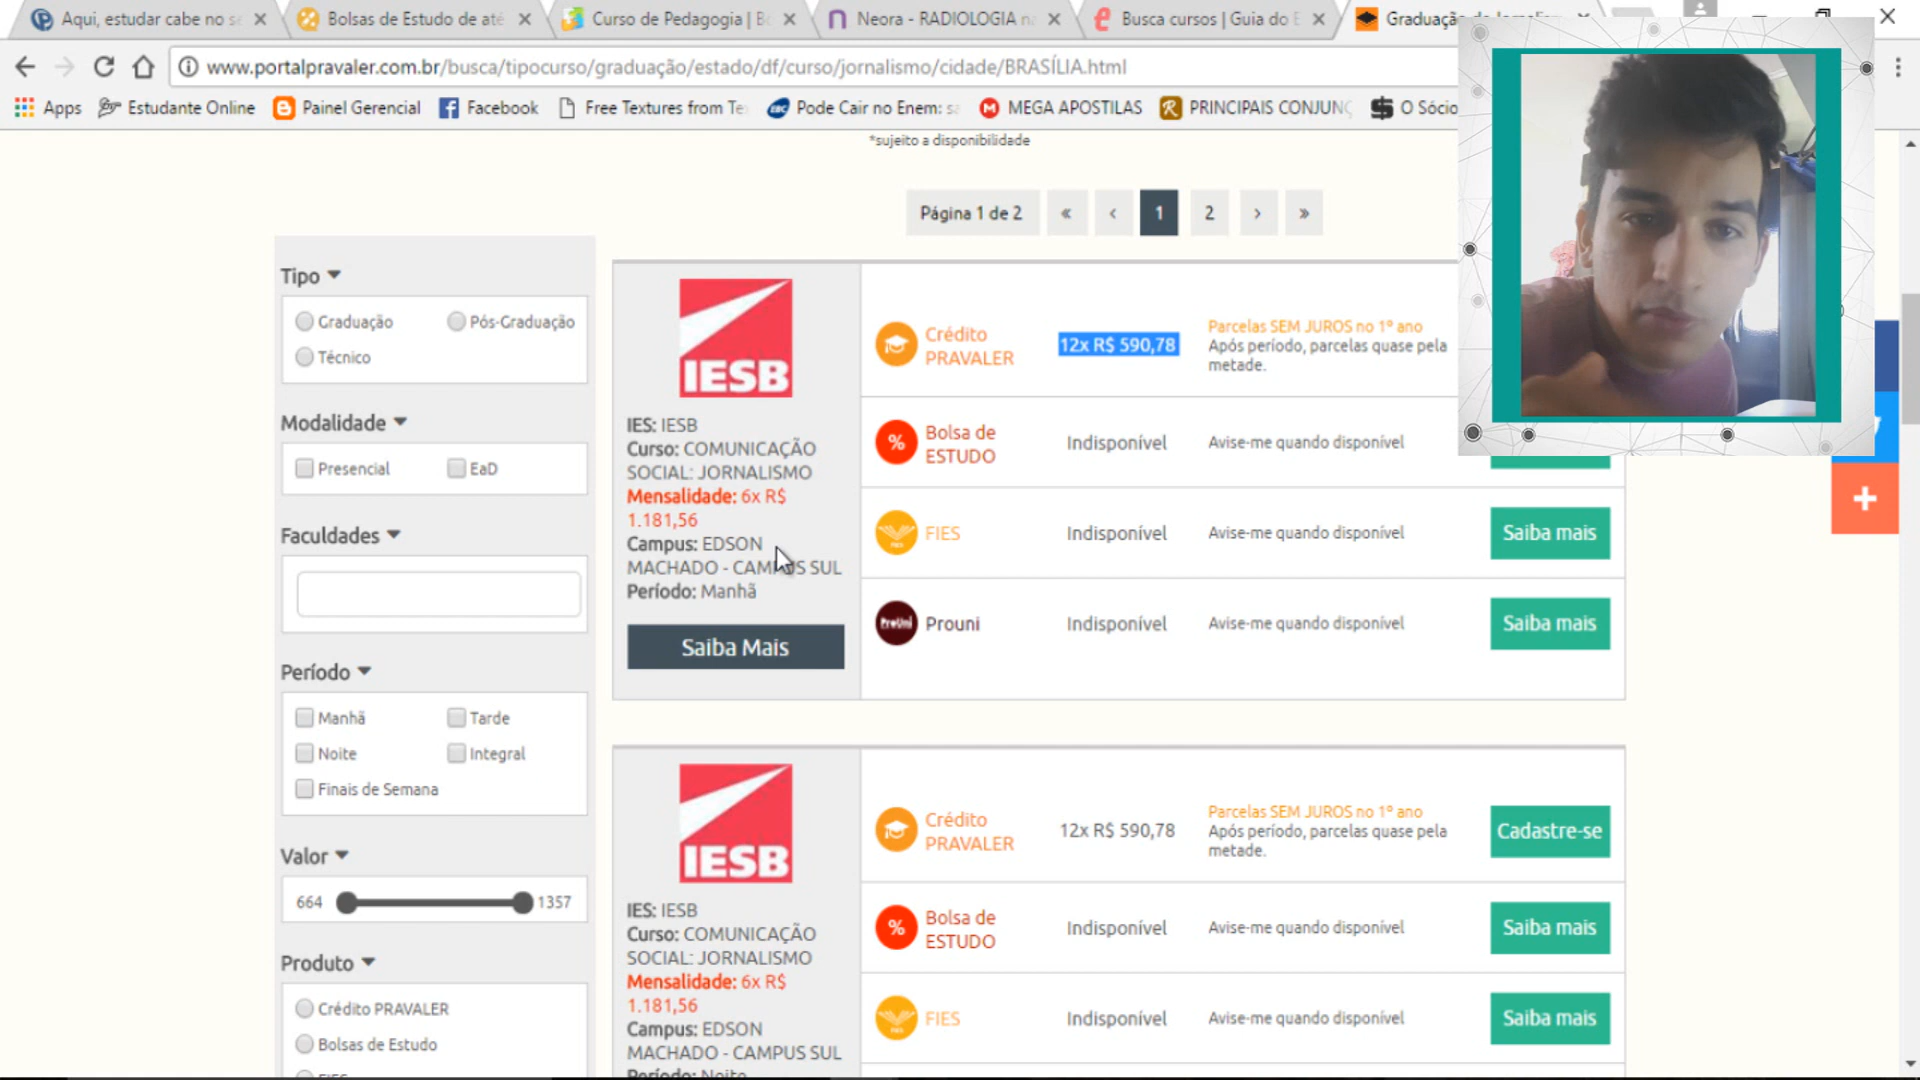 Aqui, estudar cabe no se
Bolsas de Estudo de até
Curso de Pedagogia | Bo
Neora - RADIOLOGIA na
Busca cursos | Guia do E
Graduação
www.portalpravaler.com.br/busca/tipocurso/graduação/estado/df/curso/jornalismo/cidade/BRASÍLIA.html
Apps
Estudante Online
Painel Gerencial
Facebook
Free Textures from Te
Pode Cair no Enem: sa
MEGA APOSTILAS
PRINCIPAIS CONJUNÇ
O Sócio
*sujeito a disponibilidade
Página 1 de 2 « ‹ 1 2 › »
Tipo
Graduação
Pós-Graduação
Técnico
Modalidade
Presencial
EaD
Faculdades
Período
Manhã
Tarde
Noite
Integral
Finais de Semana
Valor
664
1357
Produto
Crédito PRAVALER
Bolsas de Estudo
FIES
IESB
IES: IESB
Curso: COMUNICAÇÃO
SOCIAL: JORNALISMO
Mensalidade: 6x R$
1.181,56
Campus: EDSON
MACHADO - CAMPUS SUL
Período: Manhã
Saiba Mais
Crédito
PRAVALER
12x R$ 590,78
Parcelas SEM JUROS no 1º ano
Após período, parcelas quase pela
metade.
%
Bolsa de
ESTUDO
Indisponível
Avise-me quando disponível
FIES
Indisponível
Avise-me quando disponível
Saiba mais
ProUni
Prouni
Indisponível
Avise-me quando disponível
Saiba mais
IESB
IES: IESB
Curso: COMUNICAÇÃO
SOCIAL: JORNALISMO
Mensalidade: 6x R$
1.181,56
Campus: EDSON
MACHADO - CAMPUS SUL
Período: Noite
Crédito
PRAVALER
12x R$ 590,78
Parcelas SEM JUROS no 1º ano
Após período, parcelas quase pela
metade.
Cadastre-se
%
Bolsa de
ESTUDO
Indisponível
Avise-me quando disponível
Saiba mais
FIES
Indisponível
Avise-me quando disponível
Saiba mais